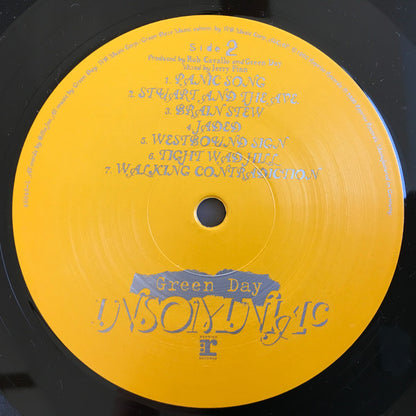 Side 2
Produced by Rob Cavallo and Green Day
Mixed by Jerry Finn
1. PANIC SONG
2. STUART AND THE AVE.
3. BRAIN STEW
4. JADED
5. WESTBOUND SIGN
6. TIGHT WAD HILL
7. WALKING CONTRADICTION
Green Day
INSOMNIAC
REPRISE
r
RECORDS